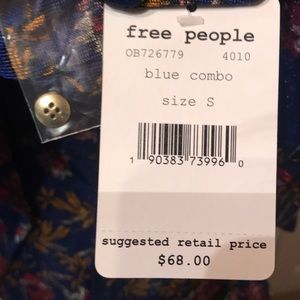 free people
OB726779 4010
blue combo
size S
1 90383 73996 0
suggested retail price
$68.00